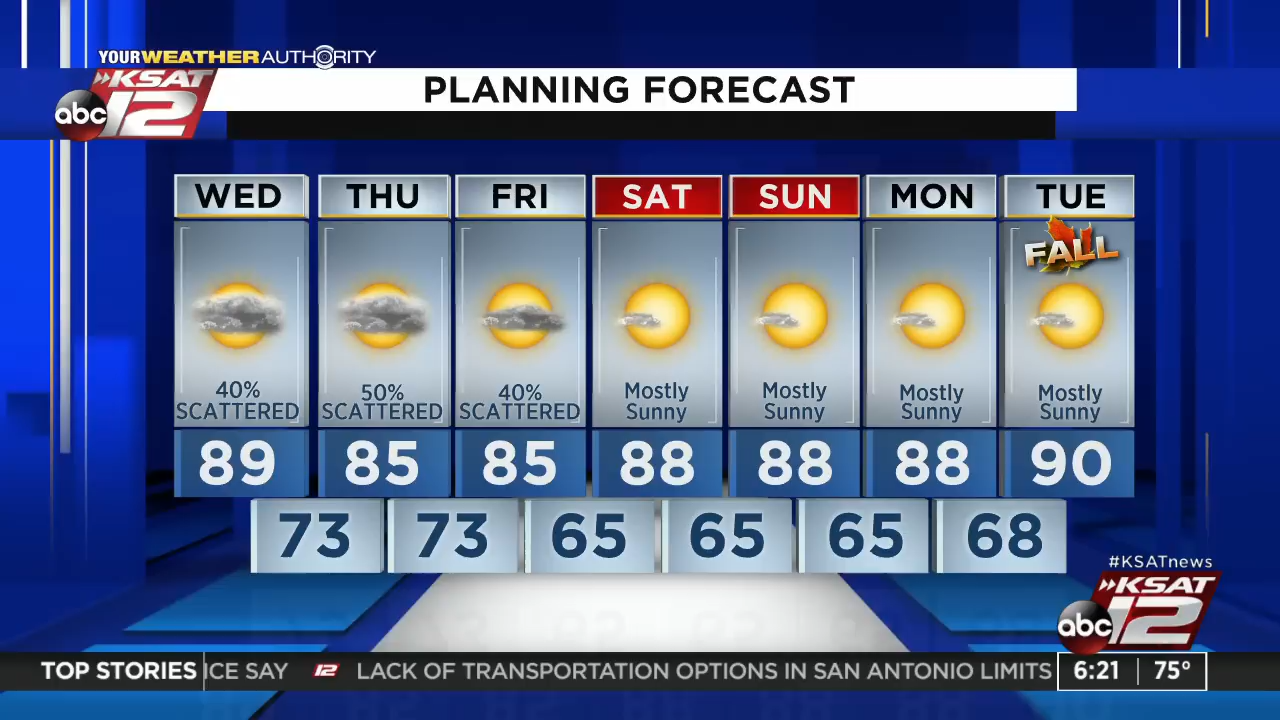 YOUR WEATHER AUTHORITY
KSAT
abc 12
PLANNING FORECAST
WED THU FRI SAT SUN MON TUE
FALL
40% 50% 40% Mostly Mostly Mostly Mostly
SCATTERED SCATTERED SCATTERED Sunny Sunny Sunny Sunny
89 85 85 88 88 88 90
73 73 65 65 65 68
#KSATnews
KSAT
abc 12
TOP STORIES ICE SAY 12 LACK OF TRANSPORTATION OPTIONS IN SAN ANTONIO LIMITS 6:21 75°